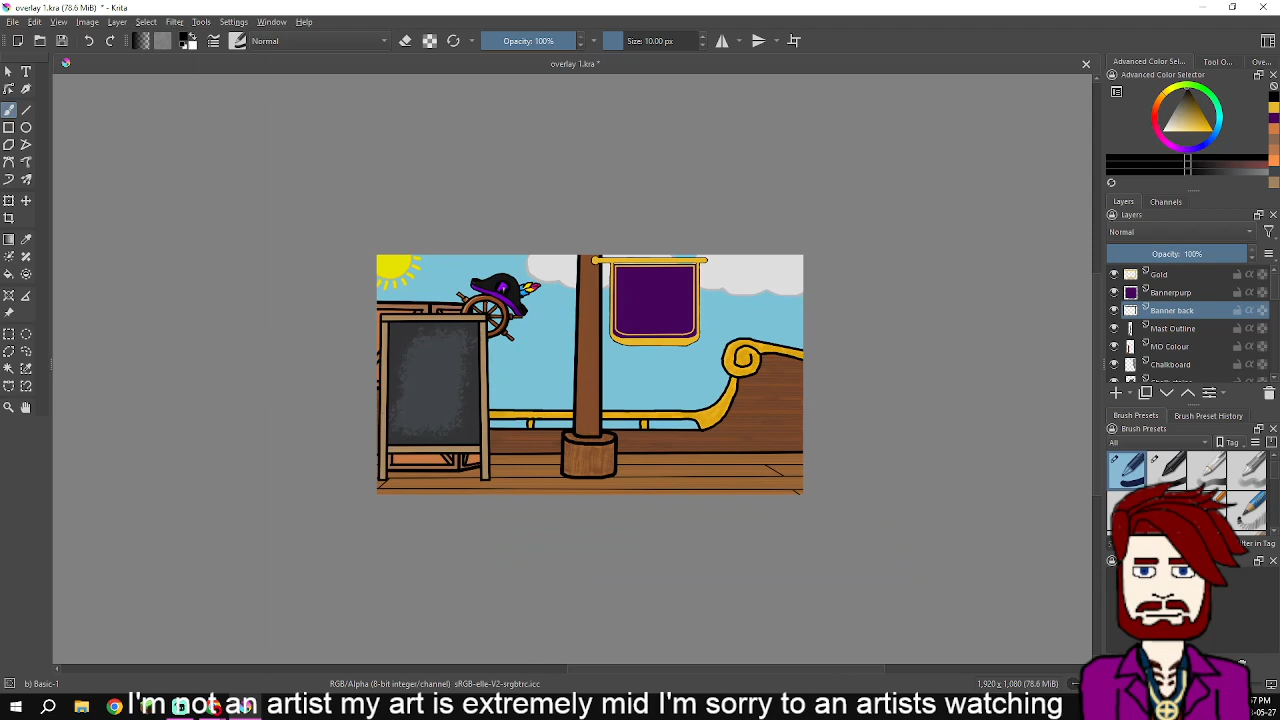 overlay 1.kra (78.6 MiB) * - Krita
File Edit View Image Layer Select Filter Tools Settings Window Help
Normal Opacity: 100% Size: 10.00 px
overlay 1.kra *
Advanced Color Sel... Tool O... Ove...
Advanced Color Selector
Layers Channels
Layers
Normal
Opacity: 100%
Gold
Bannerpurp
Banner back
Mast Outline
MO Colour
Chalkboard
Brush Presets Brush Preset History
Brush Presets
All Tag
b) Basic-1 RGB/Alpha (8-bit integer/channel) sRGB-elle-V2-srgbtrc.icc 1,920 x 1,080 (78.6 MiB)
I'm not an artist my art is extremely mid I'm sorry to an artists watching